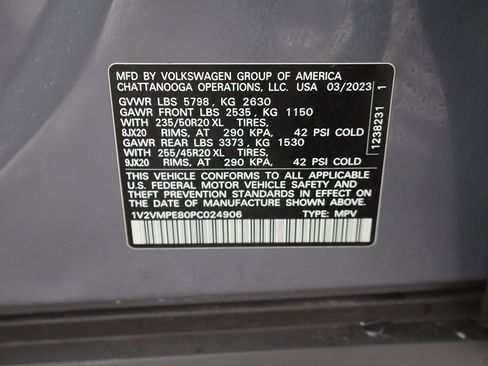 MFD BY VOLKSWAGEN GROUP OF AMERICA
CHATTANOOGA OPERATIONS, LLC. USA 03/2023
GVWR LBS 5798, KG 2630
GAWR FRONT LBS 2535, KG 1150
WITH 235/50R20 XL TIRES,
8JX20 RIMS, AT 290 KPA, 42 PSI COLD
GAWR REAR LBS 3373, KG 1530
WITH 255/45R20 XL TIRES,
9JX20 RIMS, AT 290 KPA, 42 PSI COLD
THIS VEHICLE CONFORMS TO ALL APPLICABLE
U.S. FEDERAL MOTOR VEHICLE SAFETY AND
THEFT PREVENTION STANDARDS IN EFFECT ON
THE DATE OF MANUFACTURE SHOWN ABOVE
1V2VMPE80PC024906 TYPE: MPV
1238231 1